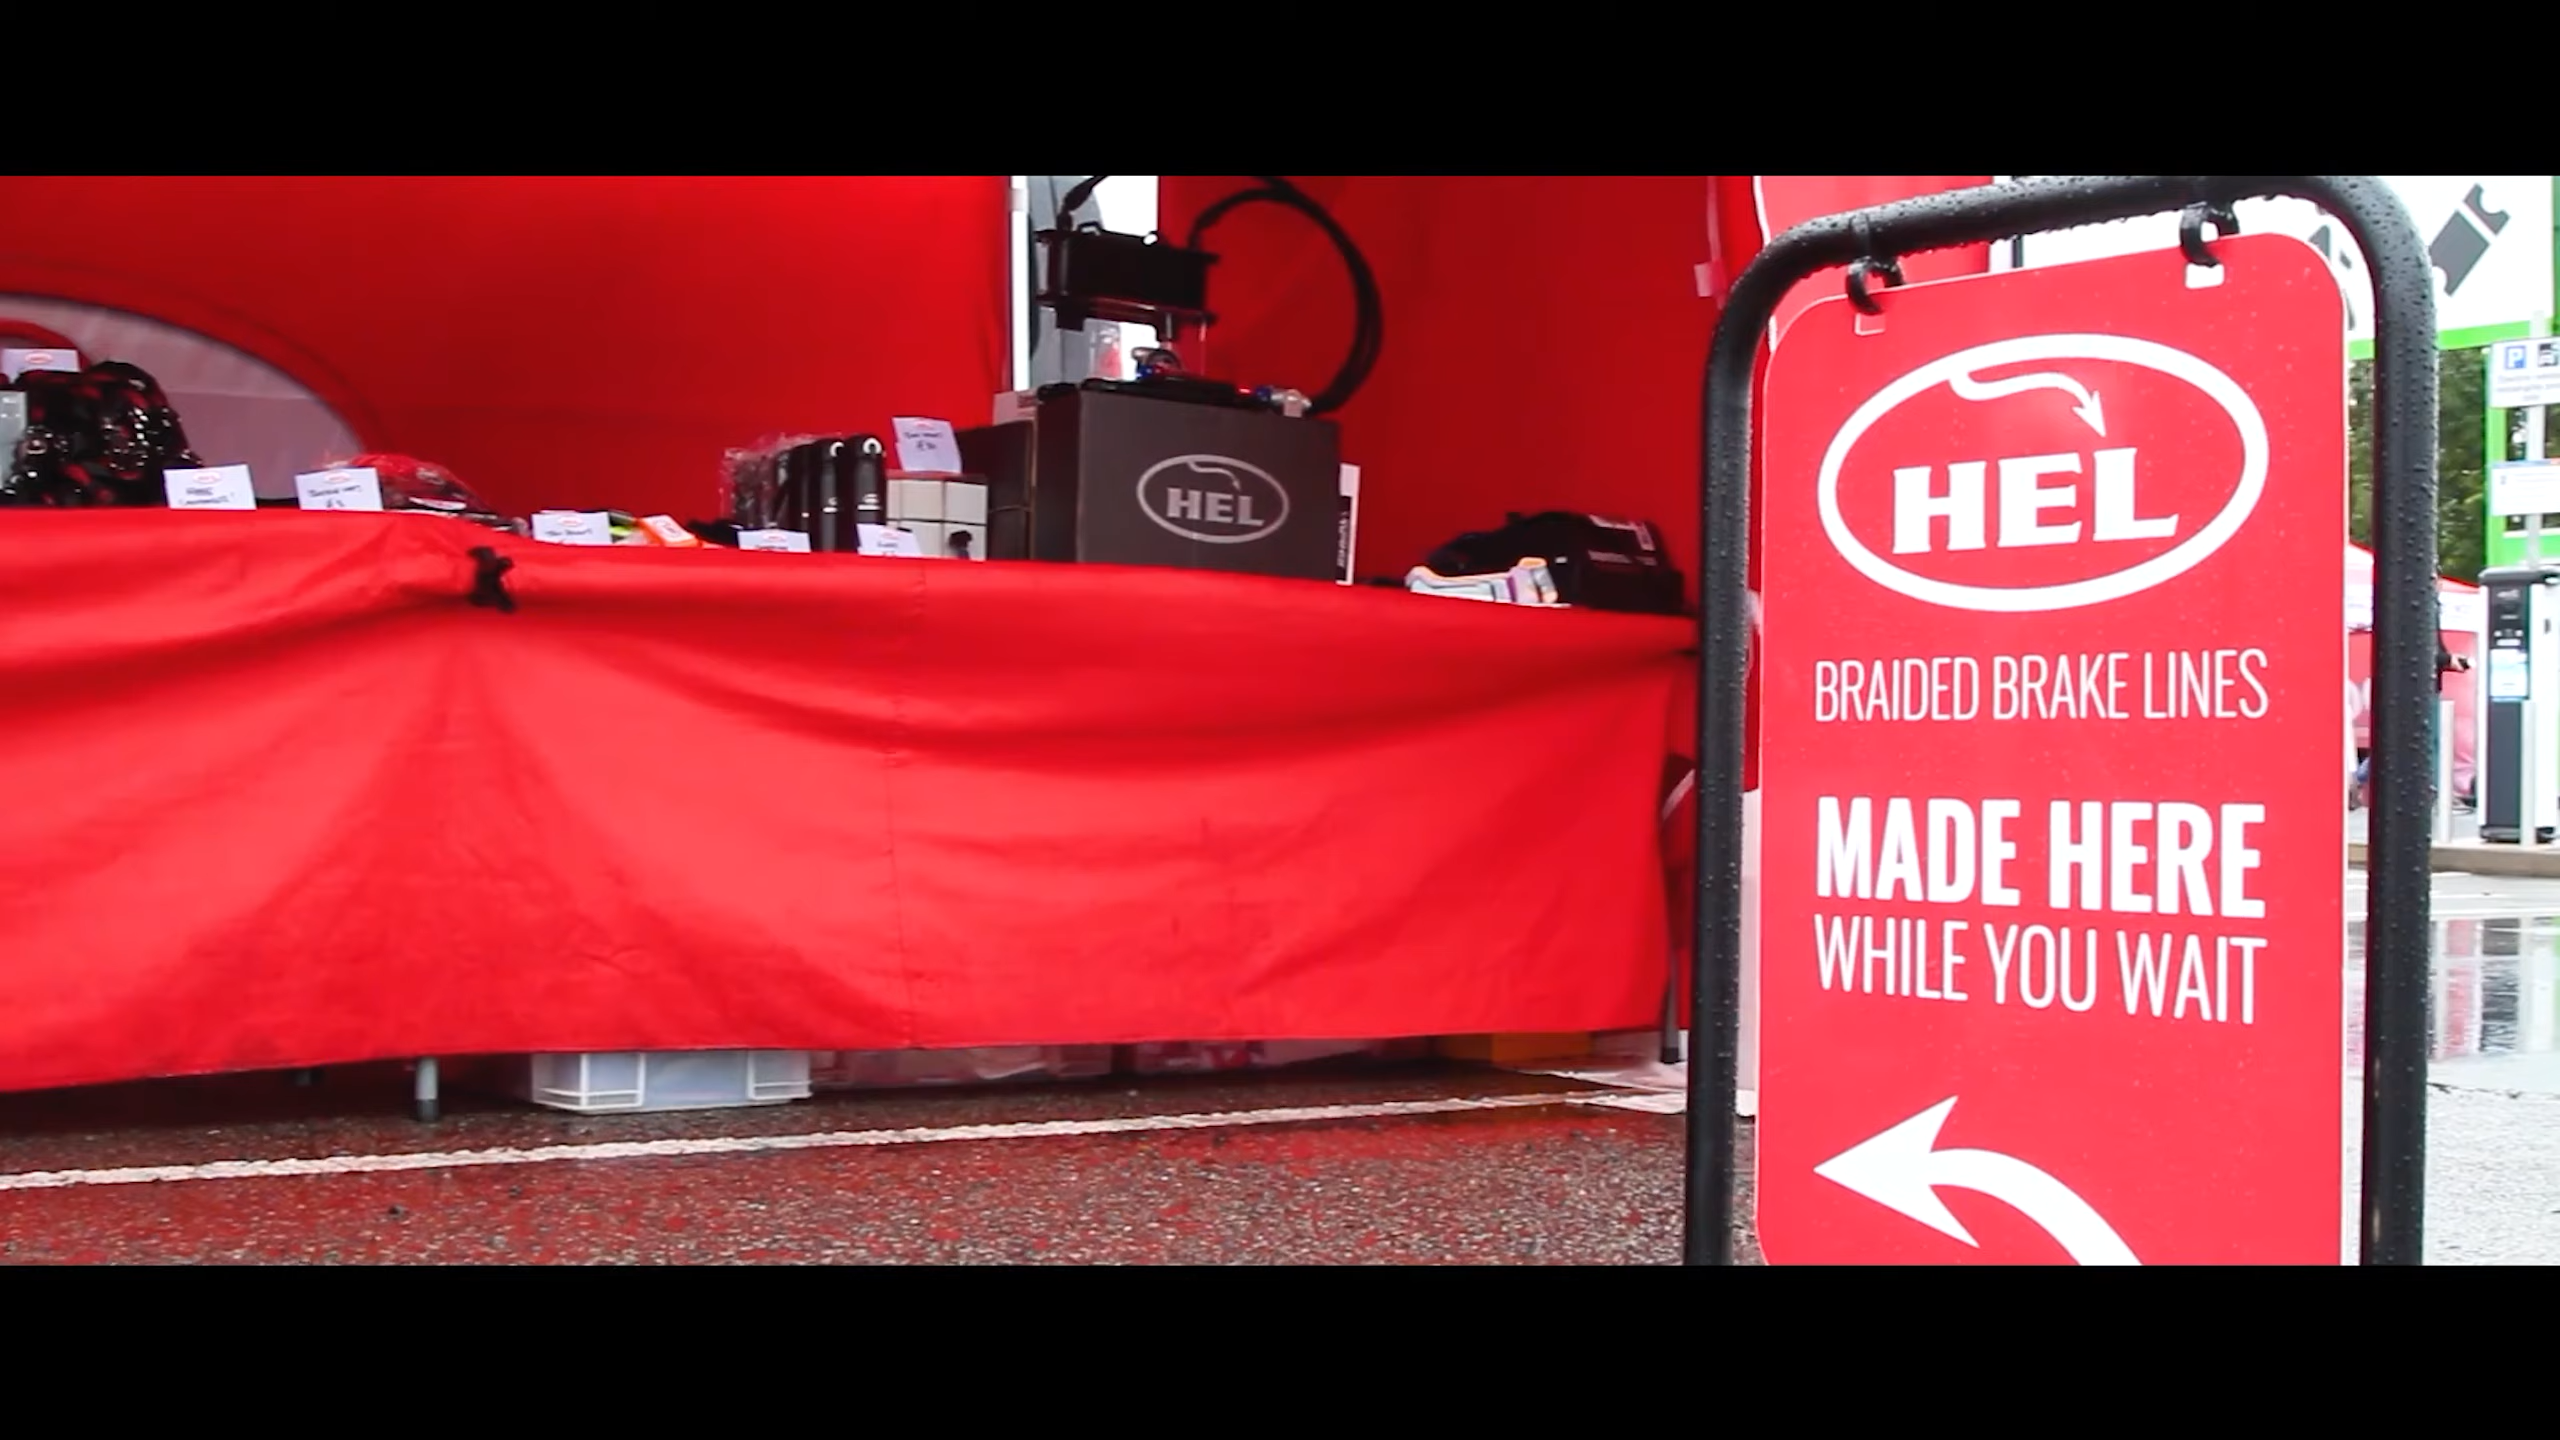 HEL
HEL
BRAIDED BRAKE LINES
MADE HERE
WHILE YOU WAIT